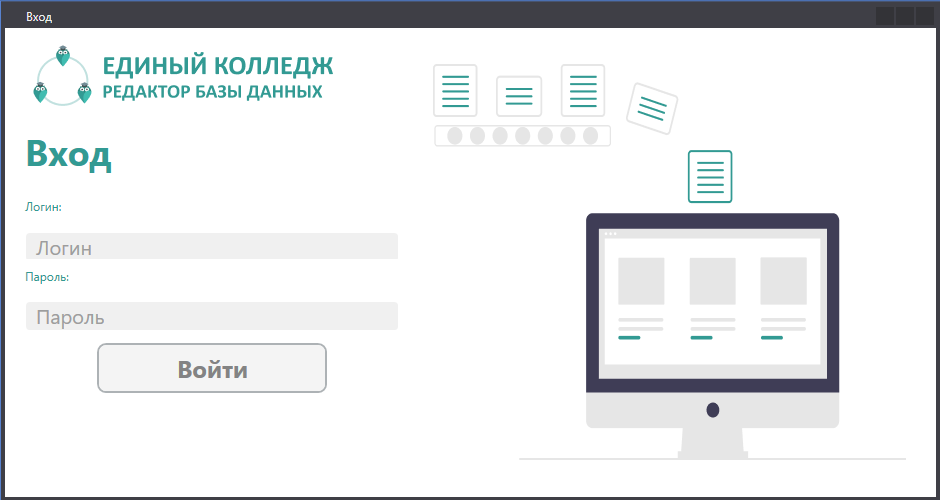 Вход
ЕДИНЫЙ КОЛЛЕДЖ
РЕДАКТОР БАЗЫ ДАННЫХ
Вход
Логин:
Логин
Пароль:
Пароль
Войти